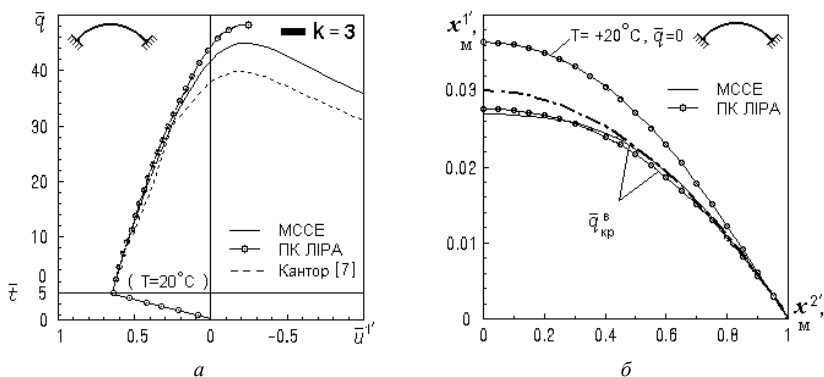 q̄
k = 3
50
40
30
20
10
0
МССЕ
ПК ЛІРА
Кантор [7]
( T=20°C )
t̄
5
0
1 0.5 0 -0.5 -1
ū¹′
а
x¹′,
м
T= +20°C, q̄=0
0.03
0.02
0.01
0
МССЕ
ПК ЛІРА
q̄ в кр
0 0.2 0.4 0.6 0.8 1
x²′,
м
б